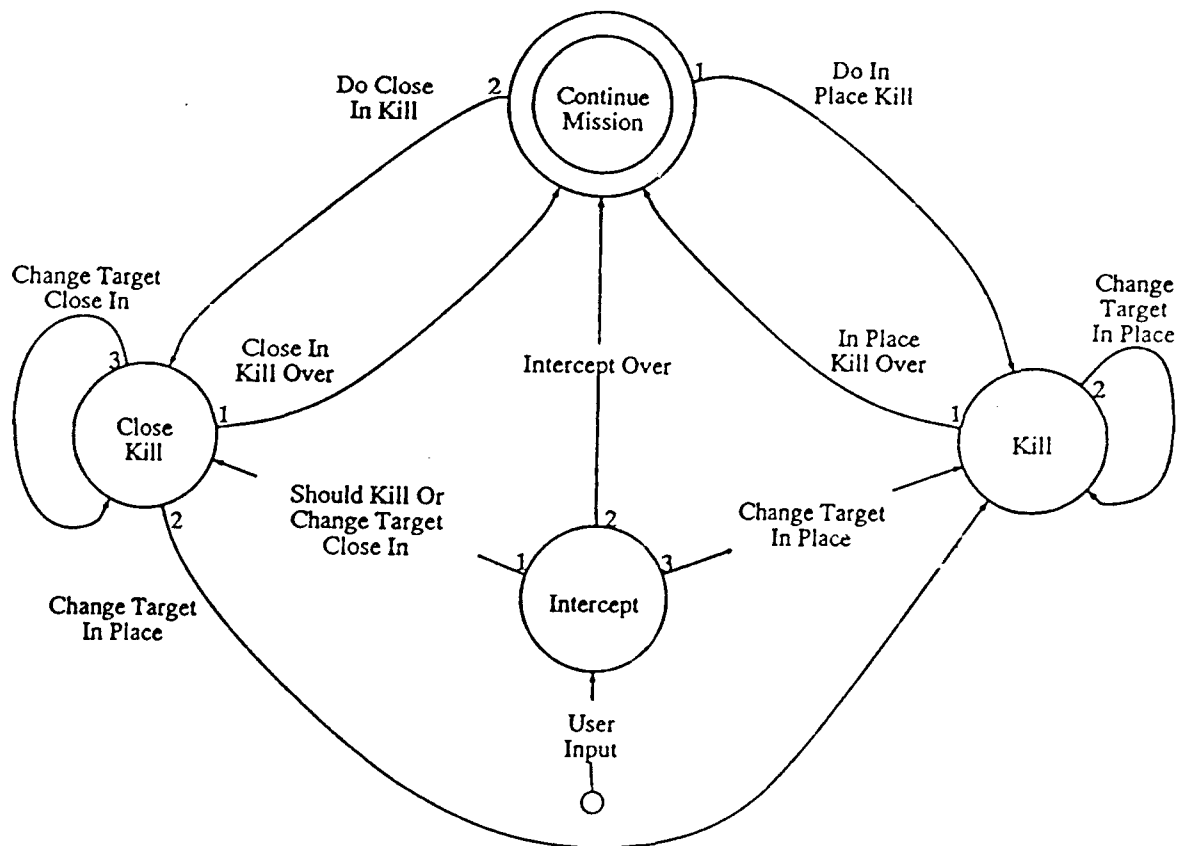 Continue
Mission
1
2
Do Close
In Kill
Do In
Place Kill
Change Target
Close In
3
Close In
Kill Over
1
Close
Kill
2
Intercept Over
In Place
Kill Over
1
Change
Target
In Place
2
Kill
Should Kill Or
Change Target
Close In
1
2
3
Change Target
In Place
Intercept
Change Target
In Place
User
Input